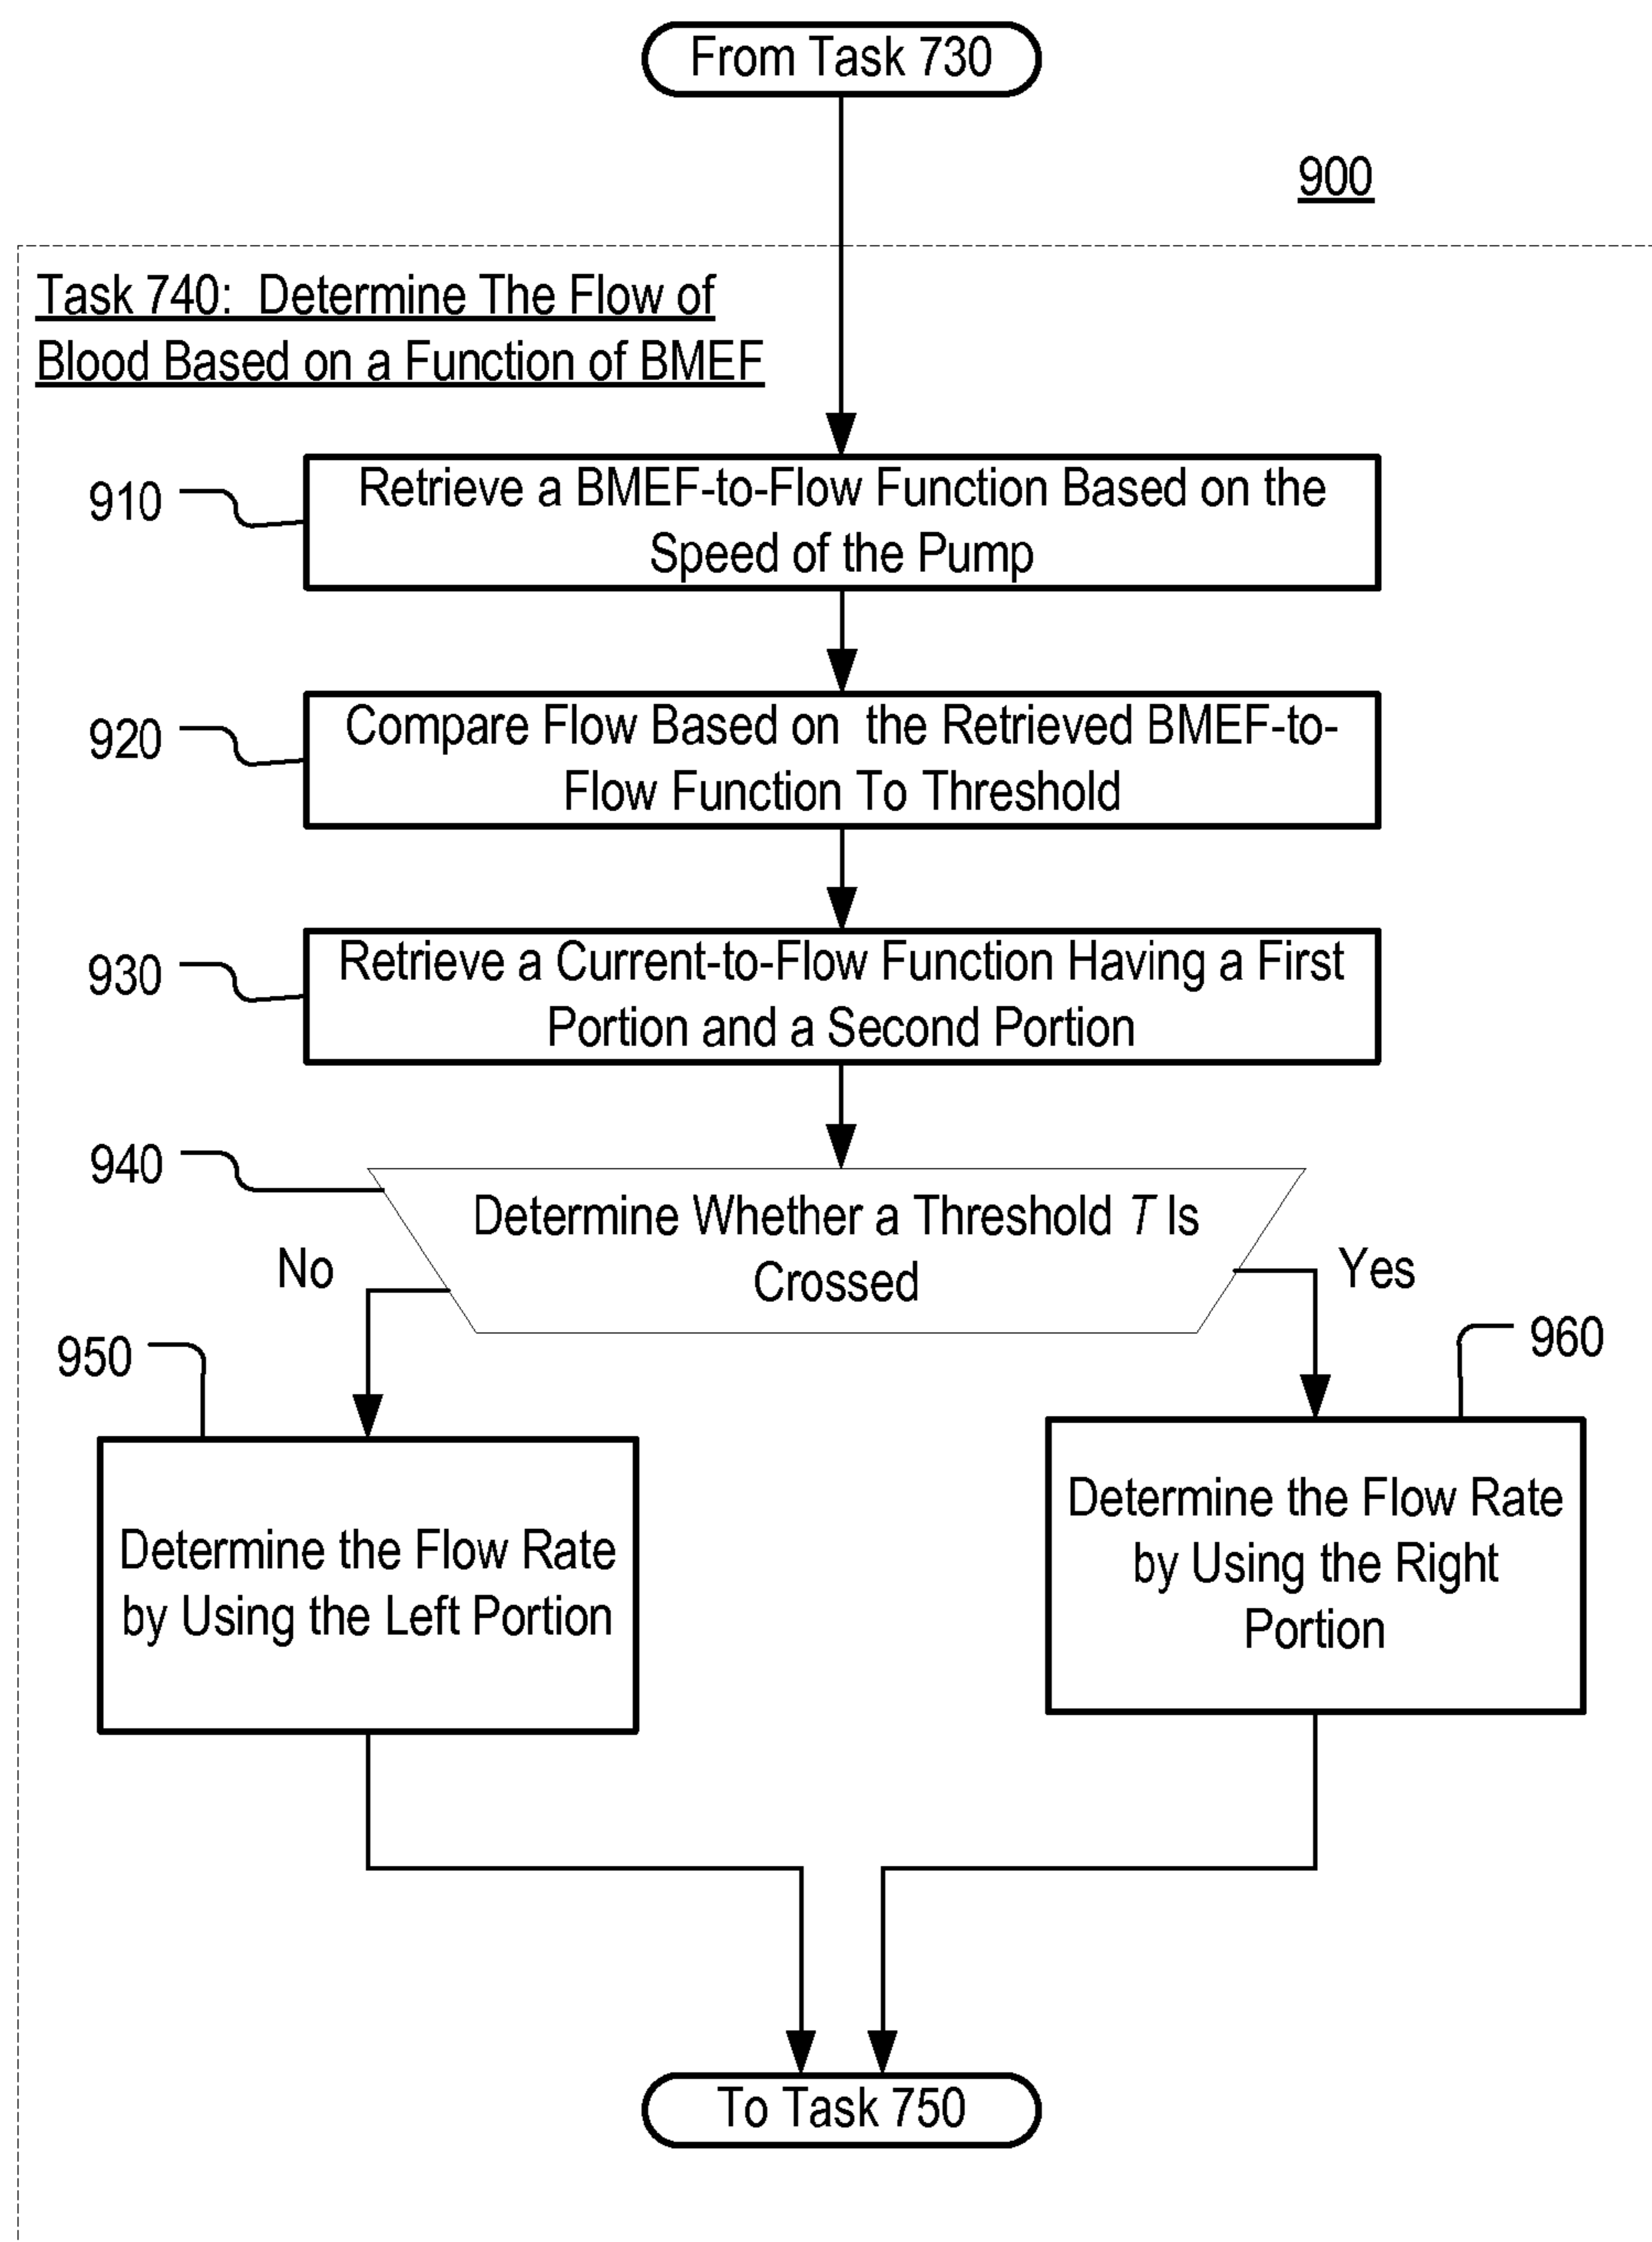 From Task 730
900
Task 740: Determine The Flow of
Blood Based on a Function of BMEF
910
Retrieve a BMEF-to-Flow Function Based on the
Speed of the Pump
920
Compare Flow Based on the Retrieved BMEF-to-
Flow Function To Threshold
930
Retrieve a Current-to-Flow Function Having a First
Portion and a Second Portion
940
Determine Whether a Threshold T Is
Crossed
No
Yes
950
960
Determine the Flow Rate
by Using the Left Portion
Determine the Flow Rate
by Using the Right
Portion
To Task 750